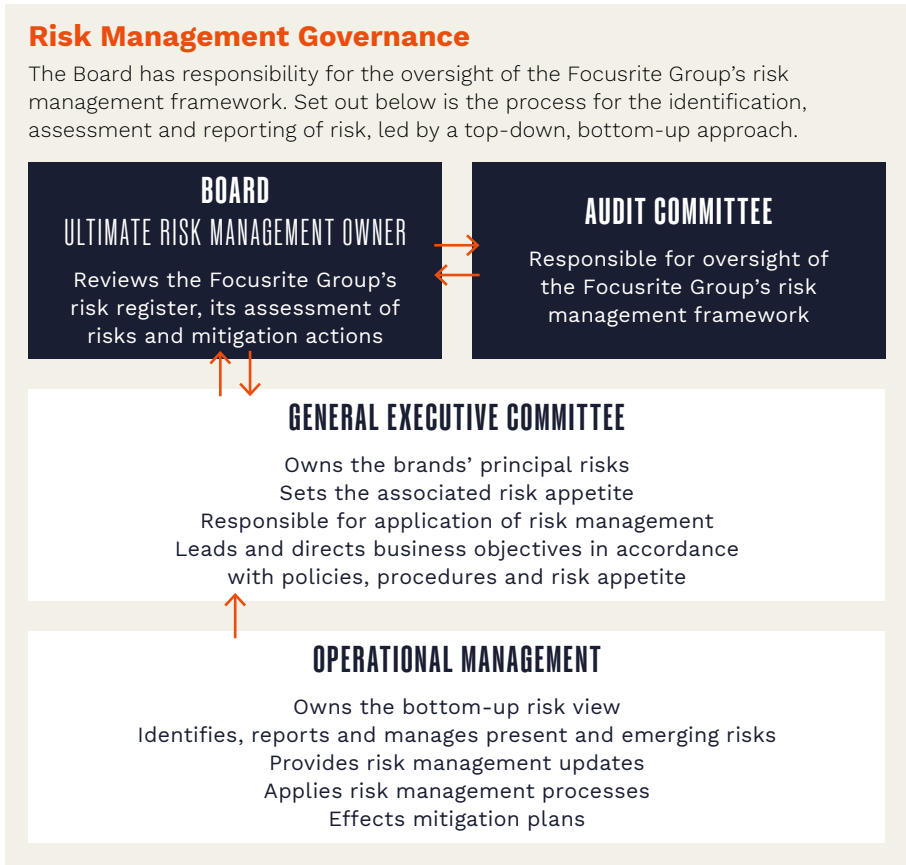 Risk Management Governance
The Board has responsibility for the oversight of the Focusrite Group's risk
management framework. Set out below is the process for the identification,
assessment and reporting of risk, led by a top-down, bottom-up approach.
BOARD
ULTIMATE RISK MANAGEMENT OWNER
Reviews the Focusrite Group's
risk register, its assessment of
risks and mitigation actions
AUDIT COMMITTEE
Responsible for oversight of
the Focusrite Group's risk
management framework
GENERAL EXECUTIVE COMMITTEE
Owns the brands' principal risks
Sets the associated risk appetite
Responsible for application of risk management
Leads and directs business objectives in accordance
with policies, procedures and risk appetite
OPERATIONAL MANAGEMENT
Owns the bottom-up risk view
Identifies, reports and manages present and emerging risks
Provides risk management updates
Applies risk management processes
Effects mitigation plans